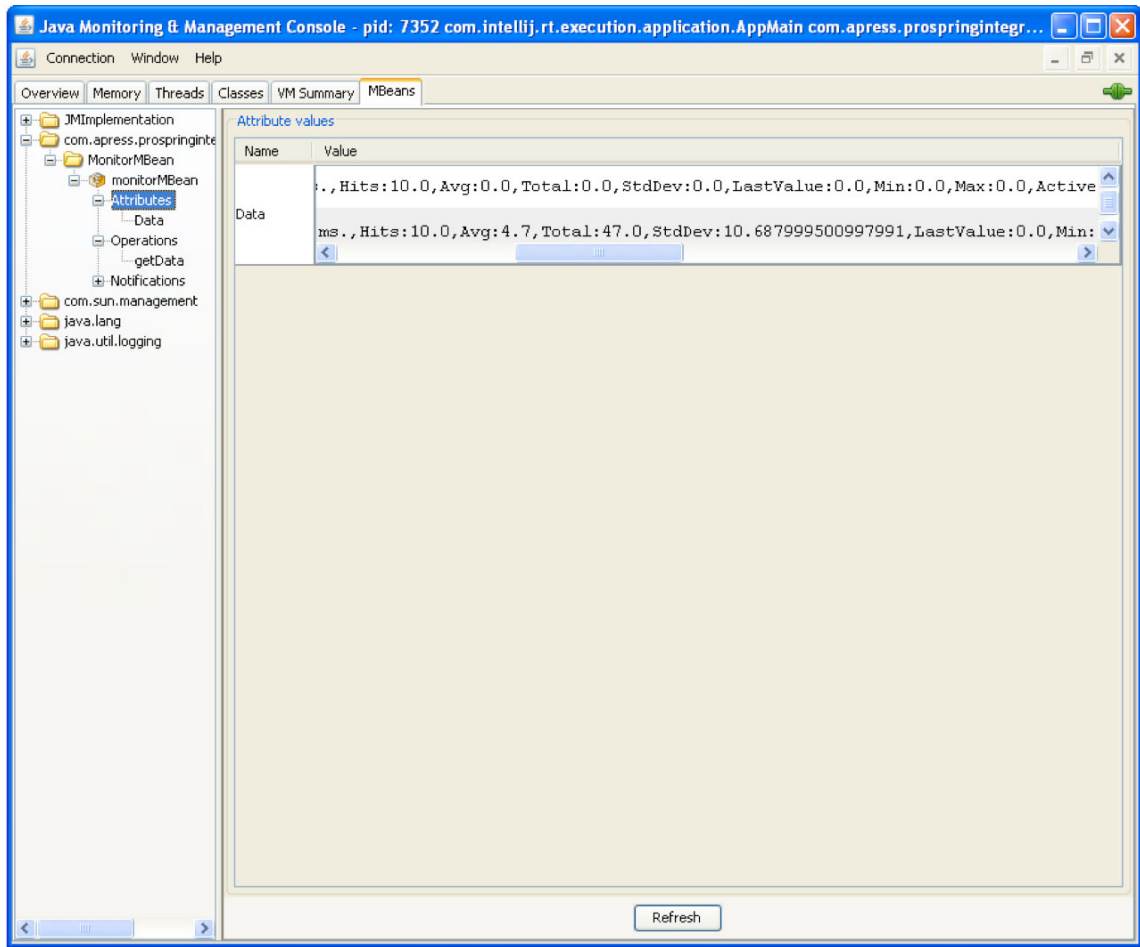 Java Monitoring & Management Console - pid: 7352 com.intellij.rt.execution.application.AppMain com.apress.prospringintegr...
Connection Window Help
Overview Memory Threads Classes VM Summary MBeans
JMImplementation
com.apress.prospringinte
MonitorMBean
monitorMBean
Attributes
Data
Operations
getData
Notifications
com.sun.management
java.lang
java.util.logging
Attribute values
Name Value
Data
.,Hits:10.0,Avg:0.0,Total:0.0,StdDev:0.0,LastValue:0.0,Min:0.0,Max:0.0,Active
ms.,Hits:10.0,Avg:4.7,Total:47.0,StdDev:10.687999500997991,LastValue:0.0,Min:
Refresh